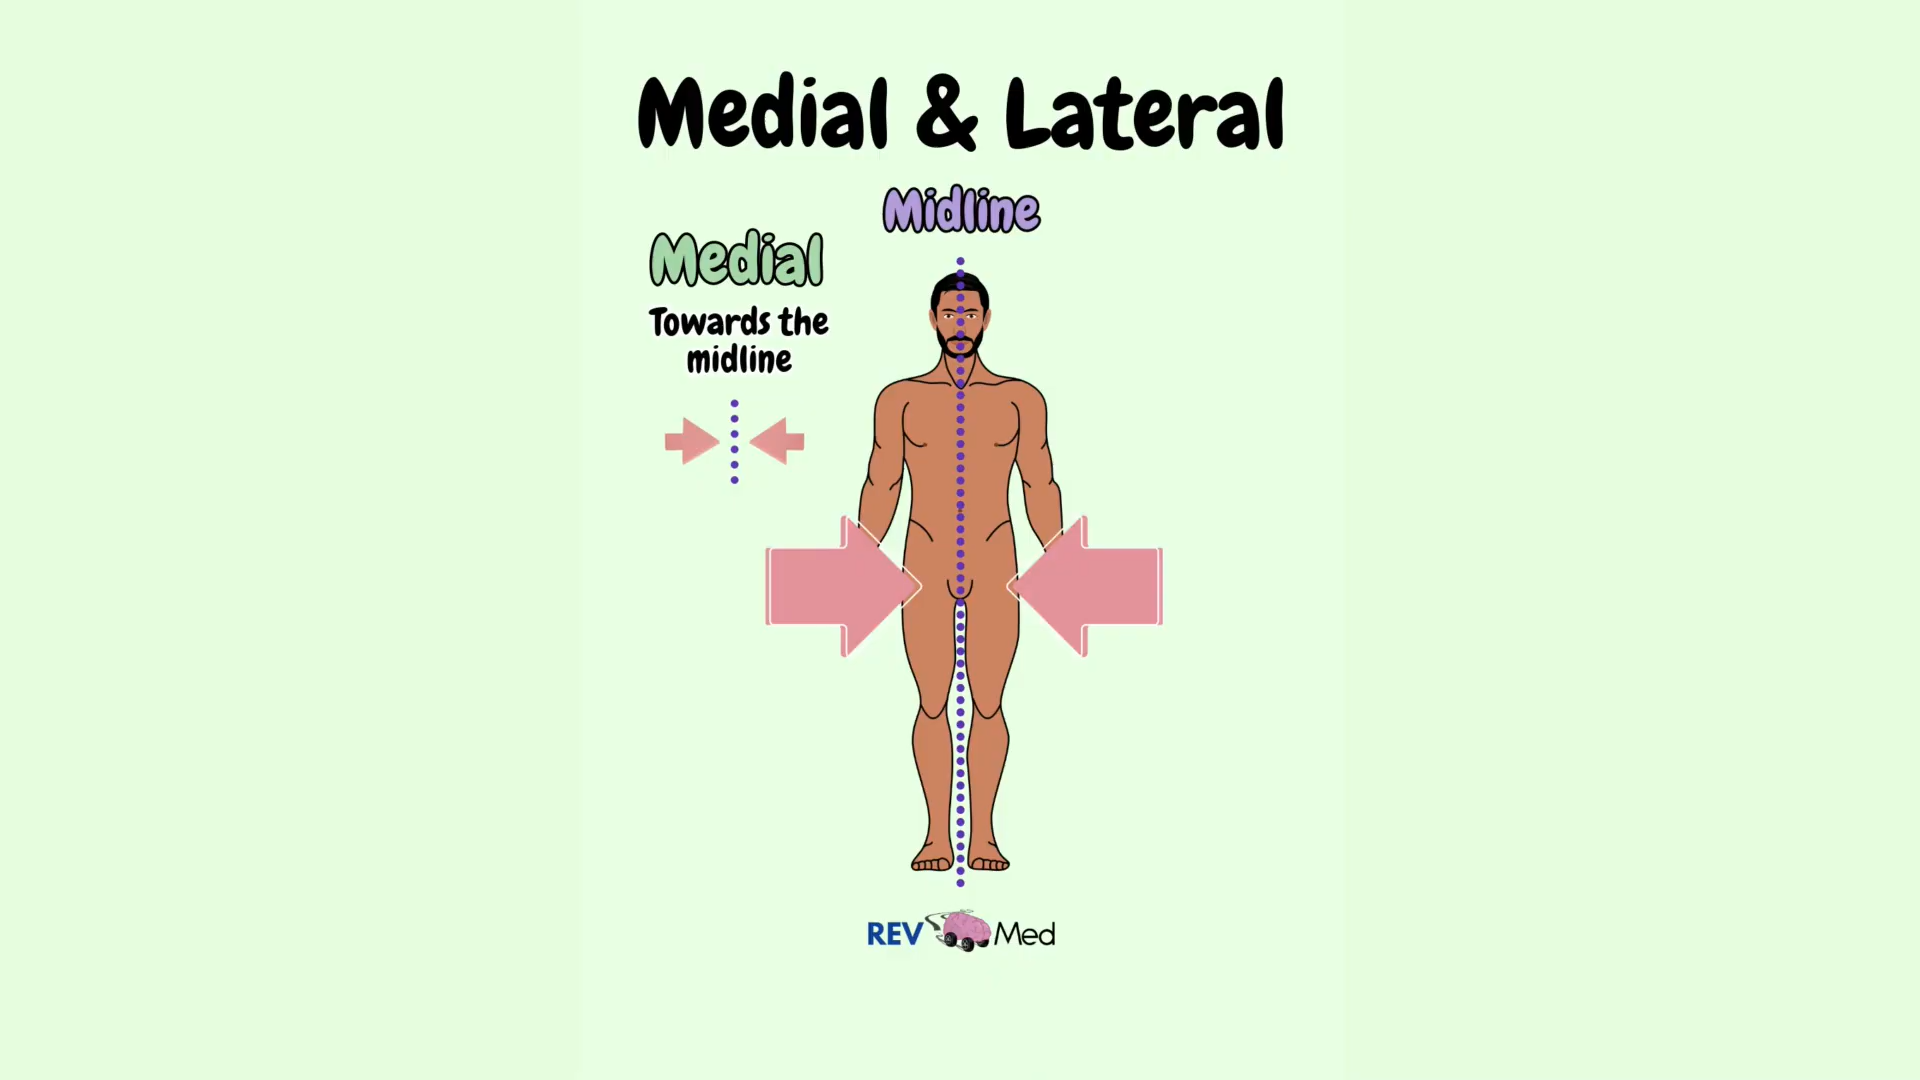 Medial & Lateral
Midline
Medial
Towards the
midline
REV Med